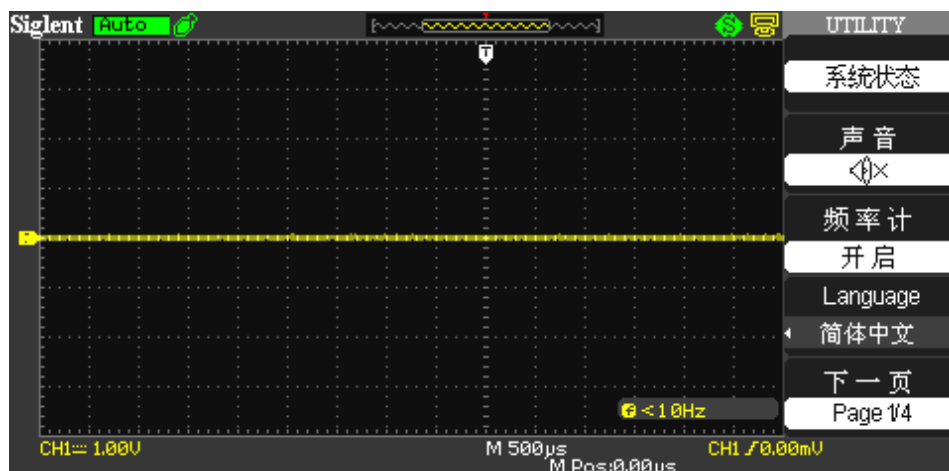 Siglent Auto
UTILITY
T
系统状态
声音
频率计
开启
Language
简体中文
下一页
Page 1/4
f<10Hz
CH1 1.00V
M 500µs
CH1 0.00mV
M Pos:0.00µs